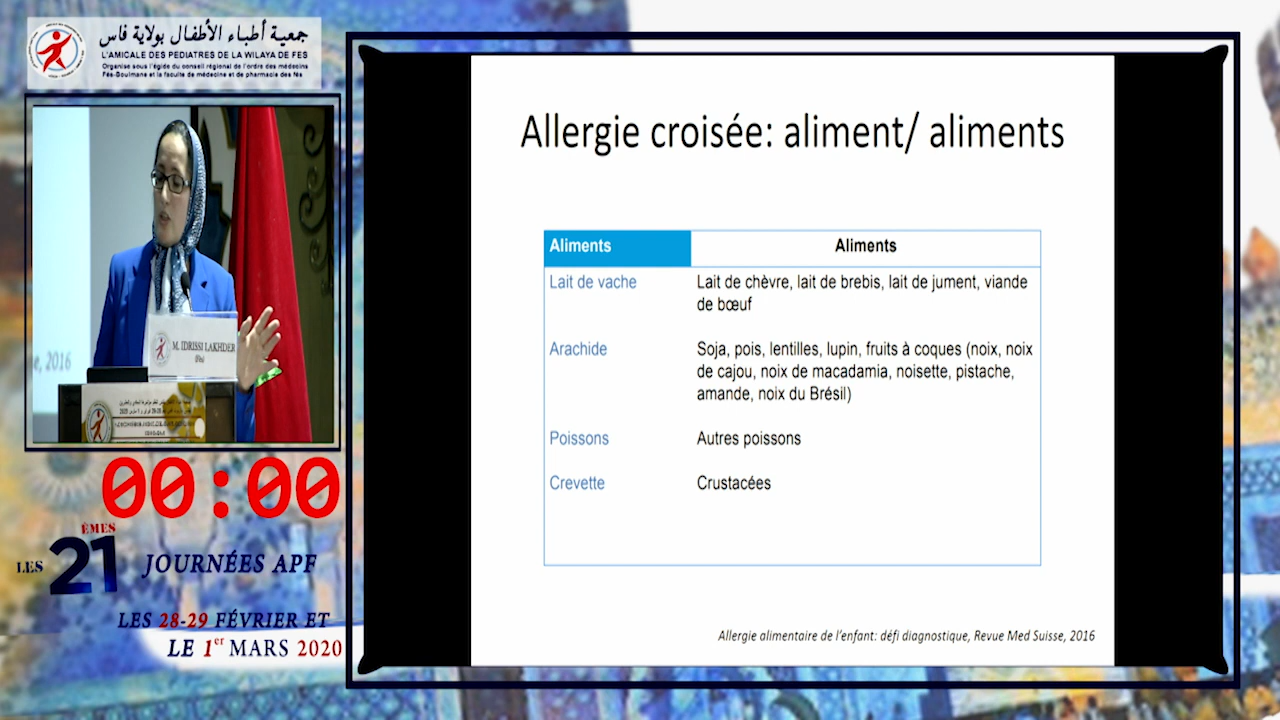 جمعية أطباء الأطفال بولاية فاس
L'AMICALE DES PEDIATRES DE LA WILAYA DE FES
Organise sous l'égide du conseil régional de l'ordre des médecins
Fès-Boulmane et la faculte de médecine et de pharmacie des fès
M. IDRISSI LAKHDER
(Fès)
e, 2016
00:00
LES 21 ÈMES JOURNÉES APF
LES 28-29 FÉVRIER ET
LE 1er MARS 2020
Allergie croisée: aliment/ aliments
Aliments Aliments
Lait de vache Lait de chèvre, lait de brebis, lait de jument, viande
de bœuf
Arachide Soja, pois, lentilles, lupin, fruits à coques (noix, noix
de cajou, noix de macadamia, noisette, pistache,
amande, noix du Brésil)
Poissons Autres poissons
Crevette Crustacées
Allergie alimentaire de l'enfant: défi diagnostique, Revue Med Suisse, 2016